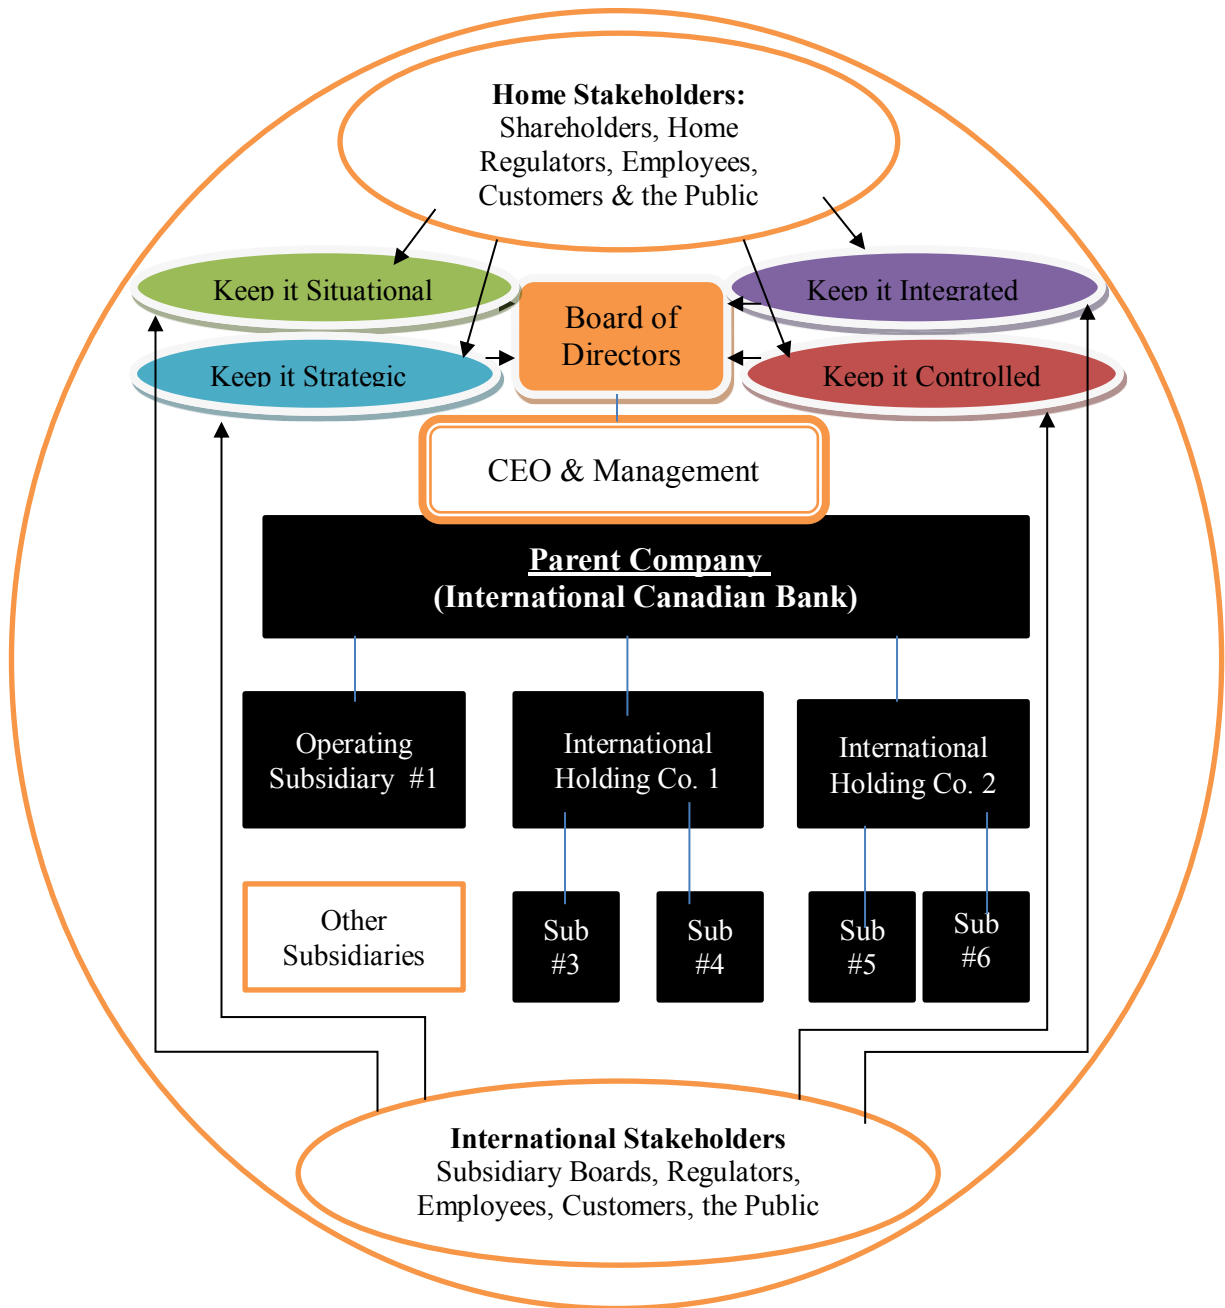 Home Stakeholders:
Shareholders, Home
Regulators, Employees,
Customers & the Public
Keep it Situational
Keep it Integrated
Board of
Directors
Keep it Strategic
Keep it Controlled
CEO & Management
Parent Company
(International Canadian Bank)
Operating
Subsidiary #1
International
Holding Co. 1
International
Holding Co. 2
Other
Subsidiaries
Sub
#3
Sub
#4
Sub
#5
Sub
#6
International Stakeholders
Subsidiary Boards, Regulators,
Employees, Customers, the Public